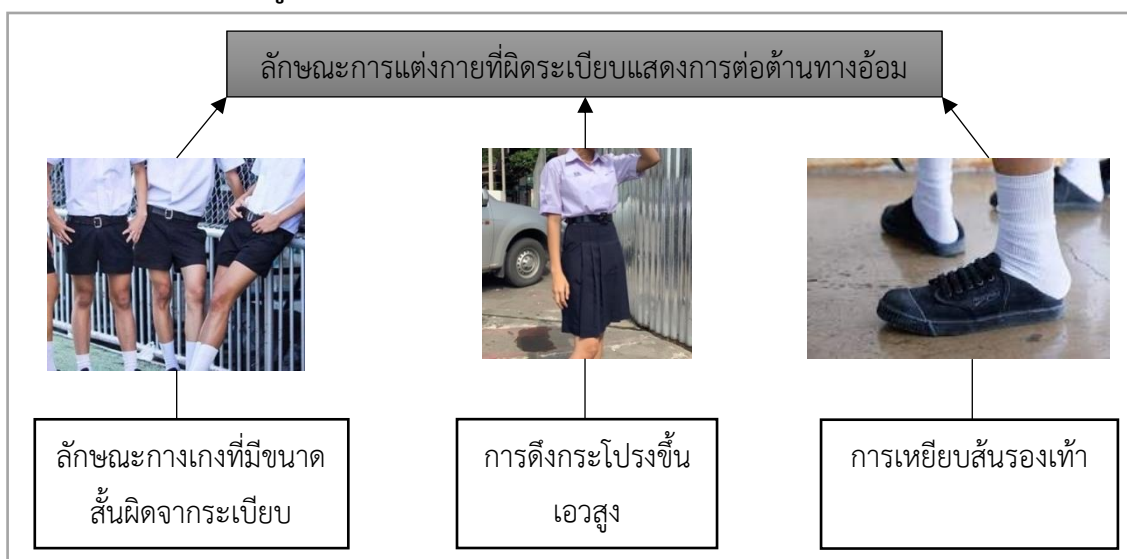 ลักษณะการแต่งกายที่ผิดระเบียบแสดงการต่อต้านทางอ้อม
ลักษณะกางเกงที่มีขนาด
สั้นผิดจากระเบียบ
การดึงกระโปรงขึ้น
เอวสูง
การเหยียบส้นรองเท้า